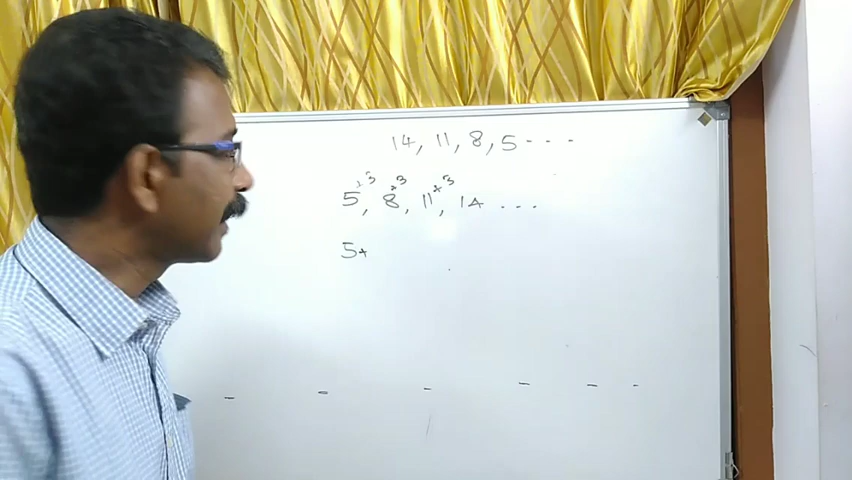 14, 11, 8, 5 - - -
+3 +3 +3
5, 8, 11, 14 ...
5+
- - - - - -